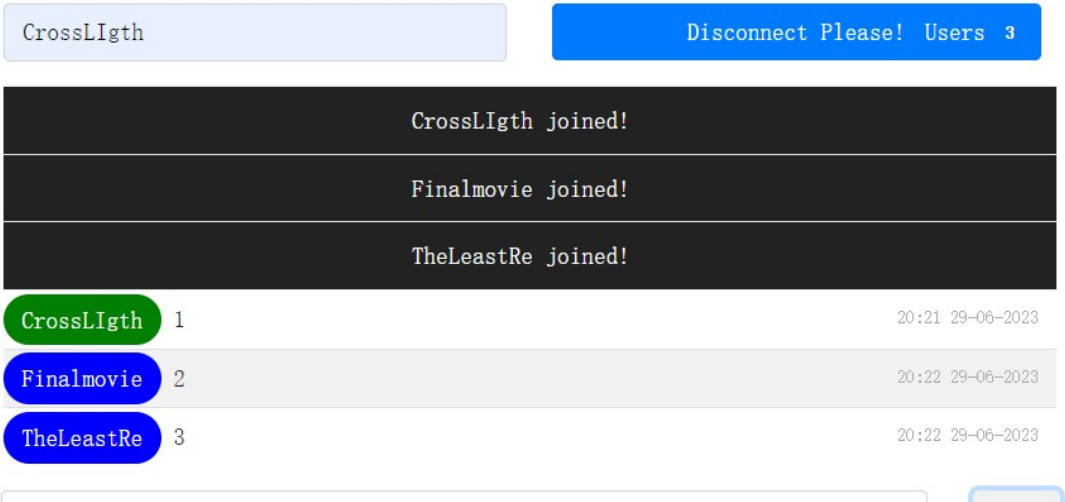 CrossLIgth Disconnect Please! Users 3
CrossLIgth joined!
Finalmovie joined!
TheLeastRe joined!
CrossLIgth 1 20:21 29-06-2023
Finalmovie 2 20:22 29-06-2023
TheLeastRe 3 20:22 29-06-2023